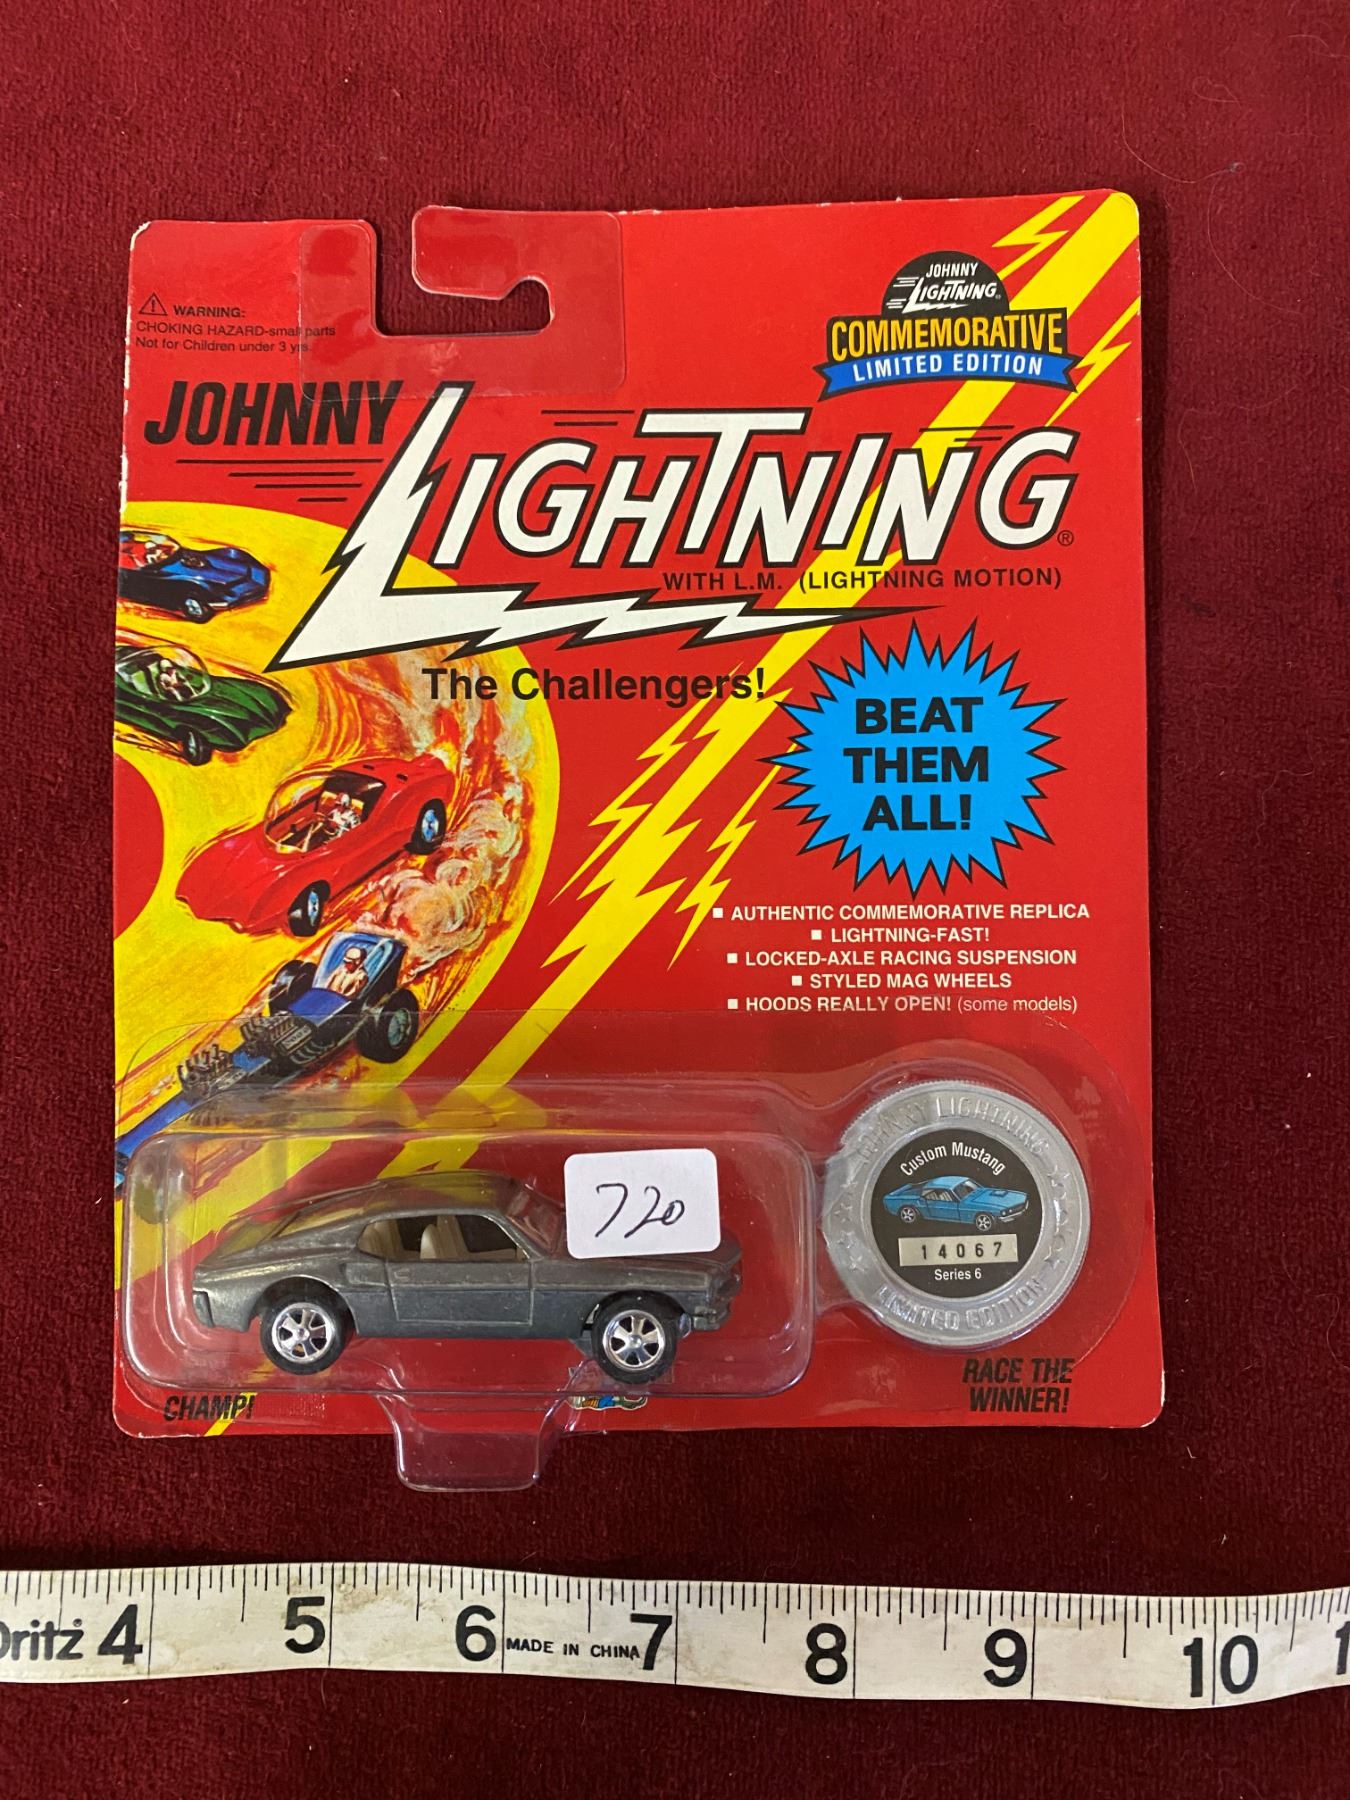 WARNING:
CHOKING HAZARD-small parts
Not for Children under 3 yrs.
JOHNNY
LIGHTNING
COMMEMORATIVE
LIMITED EDITION
JOHNNY
LIGHTNING®
WITH L.M. (LIGHTNING MOTION)
The Challengers!
BEAT
THEM
ALL!
▪ AUTHENTIC COMMEMORATIVE REPLICA
▪ LIGHTNING-FAST!
▪ LOCKED-AXLE RACING SUSPENSION
▪ STYLED MAG WHEELS
▪ HOODS REALLY OPEN! (some models)
JOHNNY LIGHTNING
Custom Mustang
14067
Series 6
LIMITED EDITION
720
CHAMP!
RACE THE
WINNER!
Dritz 4 5 6 MADE IN CHINA 7 8 9 10